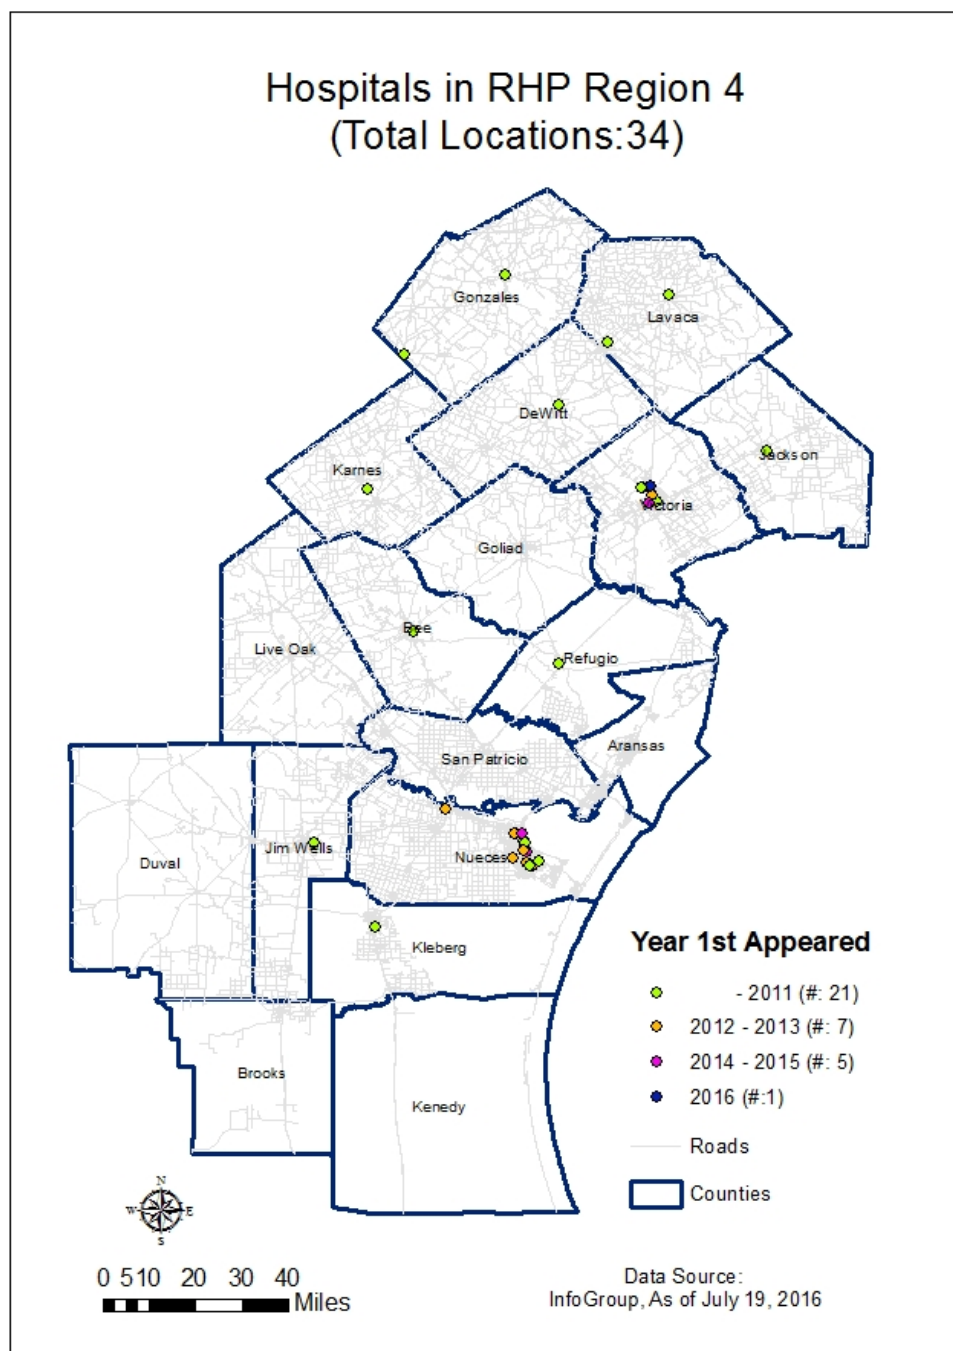 Hospitals in RHP Region 4
(Total Locations:34)
Gonzales
Lavaca
DeWitt
Jackson
Karnes
Victoria
Goliad
Bee
Live Oak
Refugio
Aransas
San Patricio
Jim Wells
Duval
Nueces
Kleberg
Brooks
Kenedy
Year 1st Appeared
- 2011 (#: 21)
2012 - 2013 (#: 7)
2014 - 2015 (#: 5)
2016 (#:1)
Roads
Counties
N
W E
S
0 5 10 20 30 40
Miles
Data Source:
InfoGroup, As of July 19, 2016